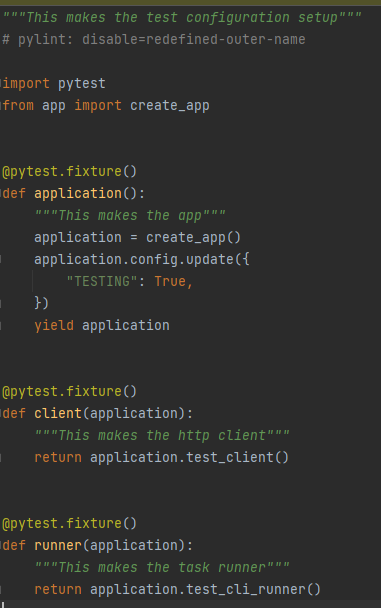 """This makes the test configuration setup"""
# pylint: disable=redefined-outer-name
import pytest
from app import create_app
@pytest.fixture()
def application():
    """This makes the app"""
    application = create_app()
    application.config.update({
        "TESTING": True,
    })
    yield application
@pytest.fixture()
def client(application):
    """This makes the http client"""
    return application.test_client()
@pytest.fixture()
def runner(application):
    """This makes the task runner"""
    return application.test_cli_runner()